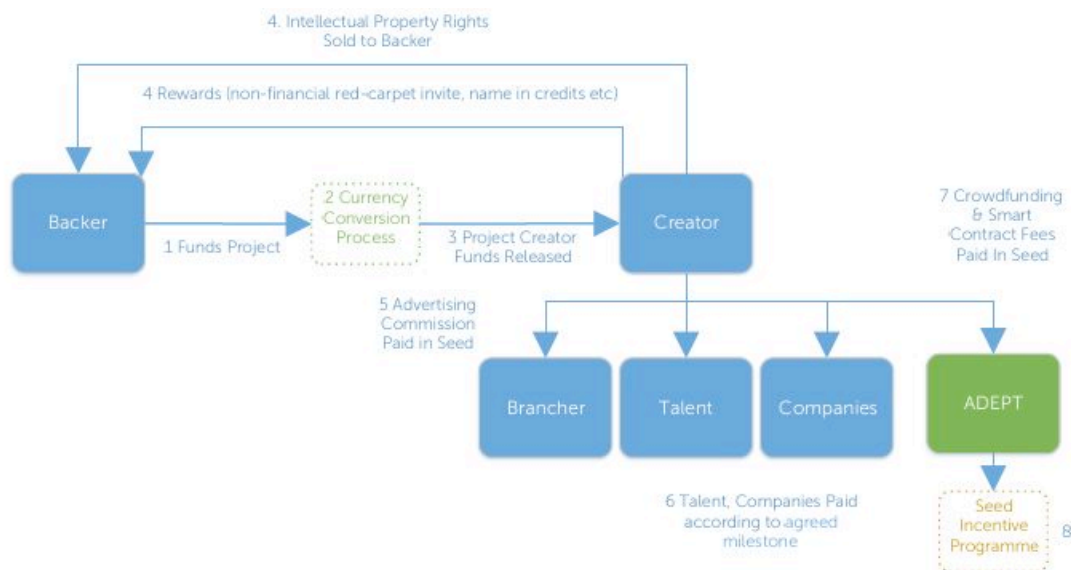 4. Intellectual Property Rights
Sold to Backer
4 Rewards (non-financial red-carpet invite, name in credits etc)
Backer
1 Funds Project
2 Currency
Conversion
Process
3 Project Creator
Funds Released
Creator
7 Crowdfunding
& Smart
Contract Fees
Paid In Seed
5 Advertising
Commission
Paid in Seed
Brancher
Talent
Companies
ADEPT
6 Talent, Companies Paid
according to agreed
milestone
Seed
Incentive
Programme
8